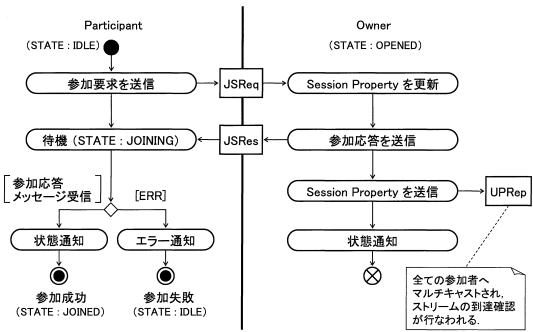 Participant
Owner
(STATE : IDLE)
(STATE : OPENED)
参加要求を送信
JSReq
Session Property を更新
待機 (STATE : JOINING)
JSRes
参加応答を送信
参加応答
メッセージ受信
[ERR]
Session Property を送信
UPRep
状態通知
エラー通知
状態通知
参加成功
(STATE : JOINED)
参加失敗
(STATE : IDLE)
全ての参加者へ
マルチキャストされ,
ストリームの到達確認
が行なわれる.